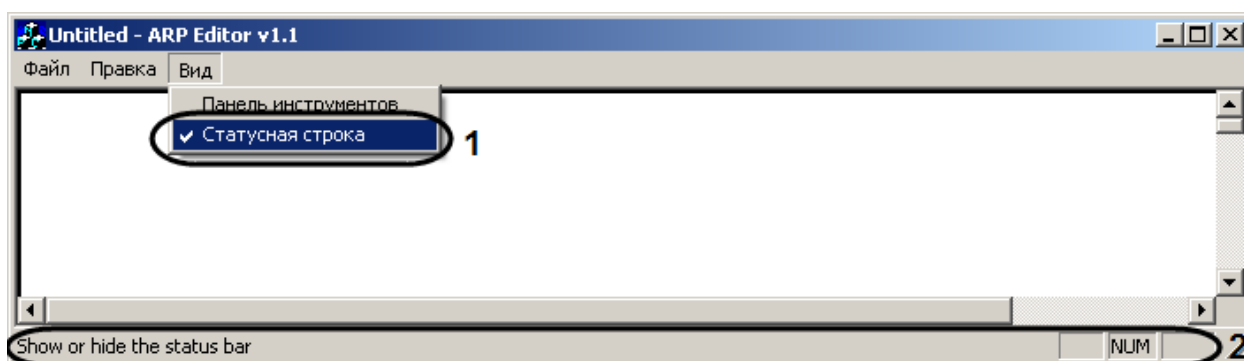 Untitled - ARP Editor v1.1
Файл Правка Вид
Панель инструментов
Статусная строка
1
Show or hide the status bar NUM
2